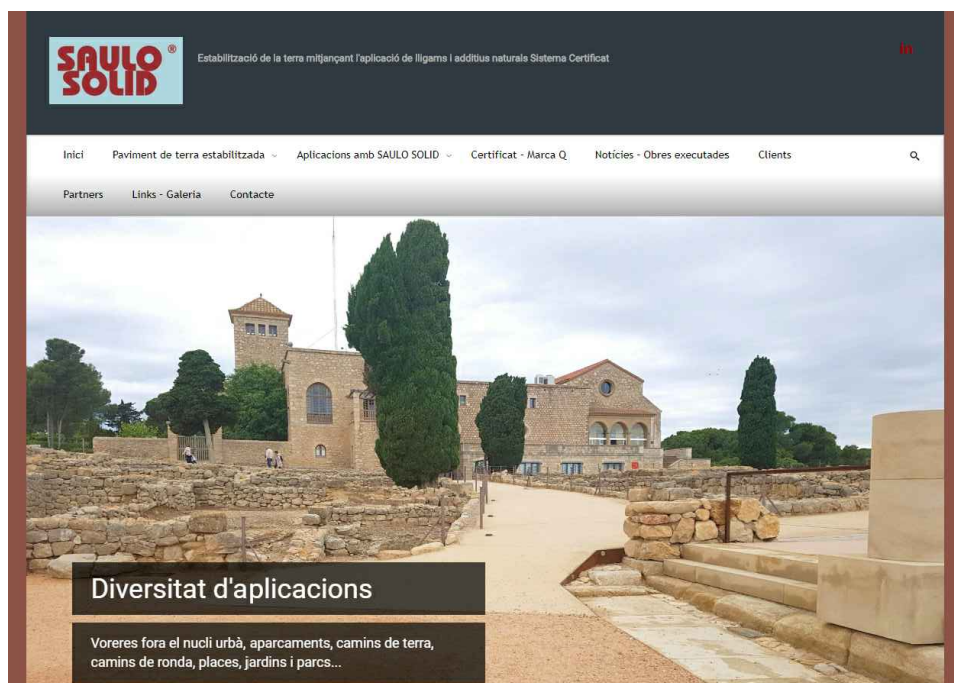 SAULO ®
SOLID
Estabilització de la terra mitjançant l'aplicació de lligams i additius naturals Sistema Certificat
in
Inici Paviment de terra estabilitzada Aplicacions amb SAULO SOLID Certificat - Marca Q Notícies - Obres executades Clients
Partners Links - Galeria Contacte
Diversitat d'aplicacions
Voreres fora el nucli urbà, aparcaments, camins de terra,
camins de ronda, places, jardins i parcs...